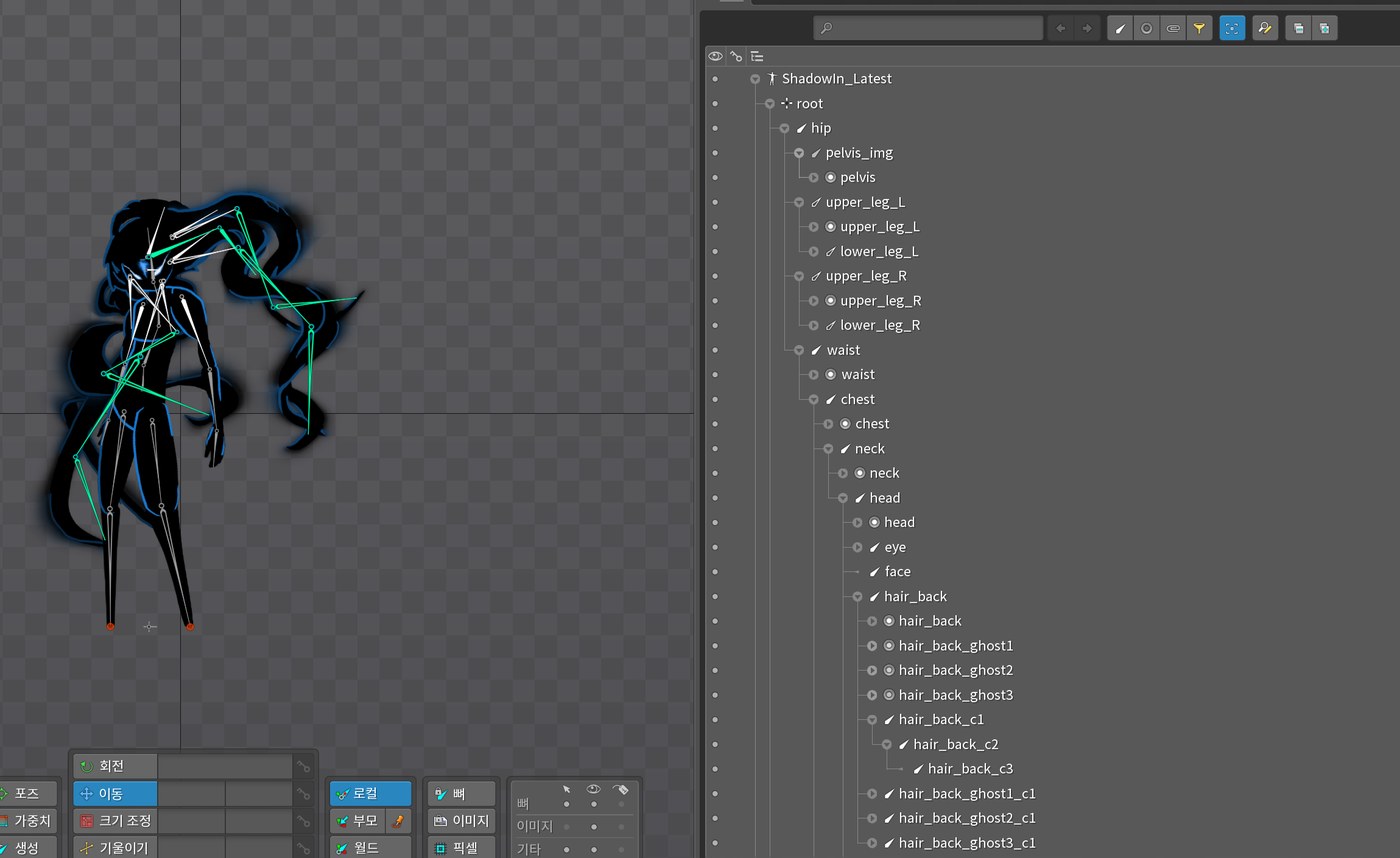 ShadowIn_Latest
root
hip
pelvis_img
pelvis
upper_leg_L
upper_leg_L
lower_leg_L
upper_leg_R
upper_leg_R
lower_leg_R
waist
waist
chest
chest
neck
neck
head
head
eye
face
hair_back
hair_back
hair_back_ghost1
hair_back_ghost2
hair_back_ghost3
hair_back_c1
hair_back_c2
hair_back_c3
hair_back_ghost1_c1
hair_back_ghost2_c1
hair_back_ghost3_c1
포즈
가중치
생성
회전
이동
크기 조정
기울이기
로컬
부모
월드
뼈
이미지
픽셀
뼈
이미지
기타